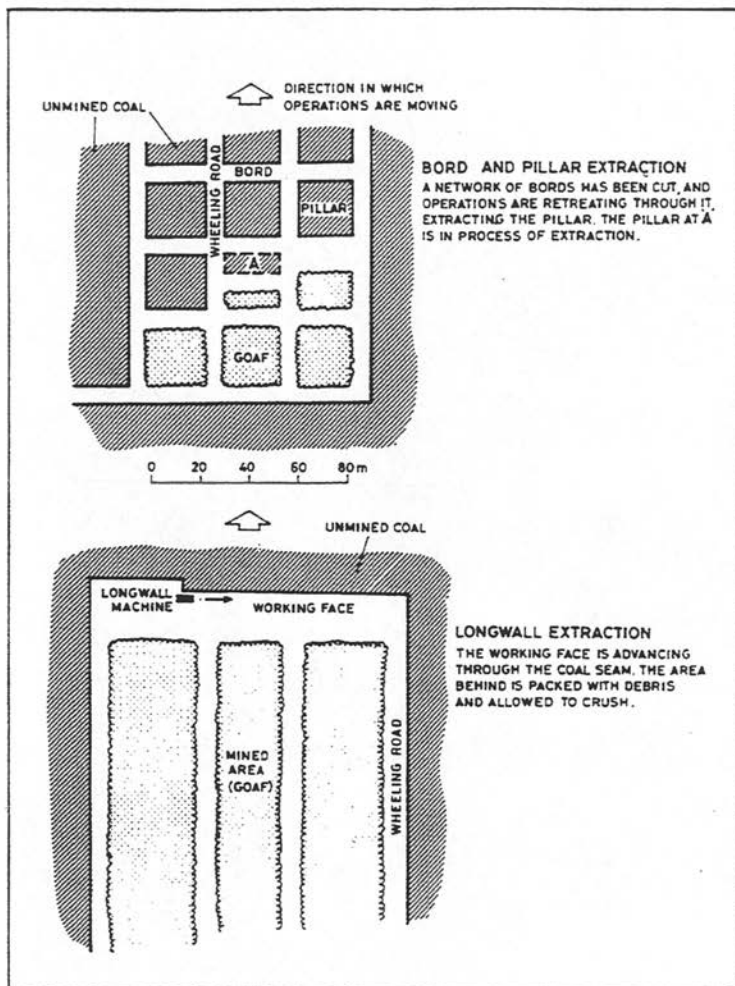 DIRECTION IN WHICH
OPERATIONS ARE MOVING
UNMINED COAL
WHEELING ROAD
BORD
PILLAR
A
GOAF
BORD AND PILLAR EXTRACTION
A NETWORK OF BORDS HAS BEEN CUT, AND
OPERATIONS ARE RETREATING THROUGH IT,
EXTRACTING THE PILLAR. THE PILLAR AT A
IS IN PROCESS OF EXTRACTION.
0 20 40 60 80 m
UNMINED COAL
LONGWALL
MACHINE
WORKING FACE
MINED
AREA
(GOAF)
WHEELING ROAD
LONGWALL EXTRACTION
THE WORKING FACE IS ADVANCING
THROUGH THE COAL SEAM. THE AREA
BEHIND IS PACKED WITH DEBRIS
AND ALLOWED TO CRUSH.